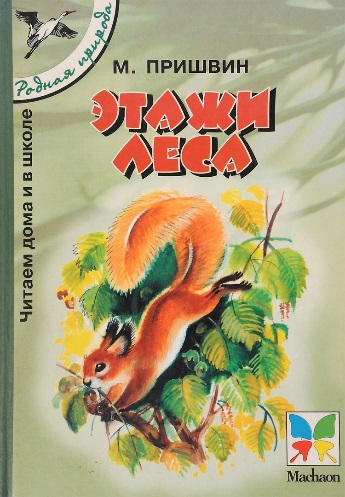 Родная природа
М. ПРИШВИН
ЭТАЖИ
ЛЕСА
Читаем дома и в школе
Machaon